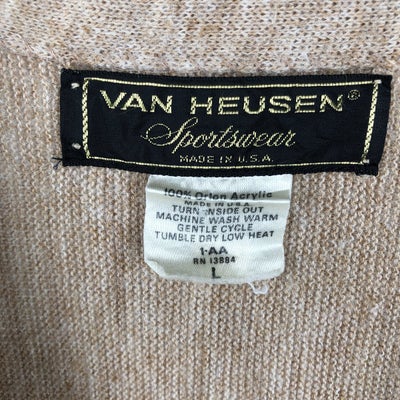 VAN HEUSEN®
Sportswear
MADE IN U.S.A.
100% Orlon Acrylic
MADE IN U.S.A.
TURN INSIDE OUT
MACHINE WASH WARM
GENTLE CYCLE
TUMBLE DRY LOW HEAT
1-AA
RN 13884
L